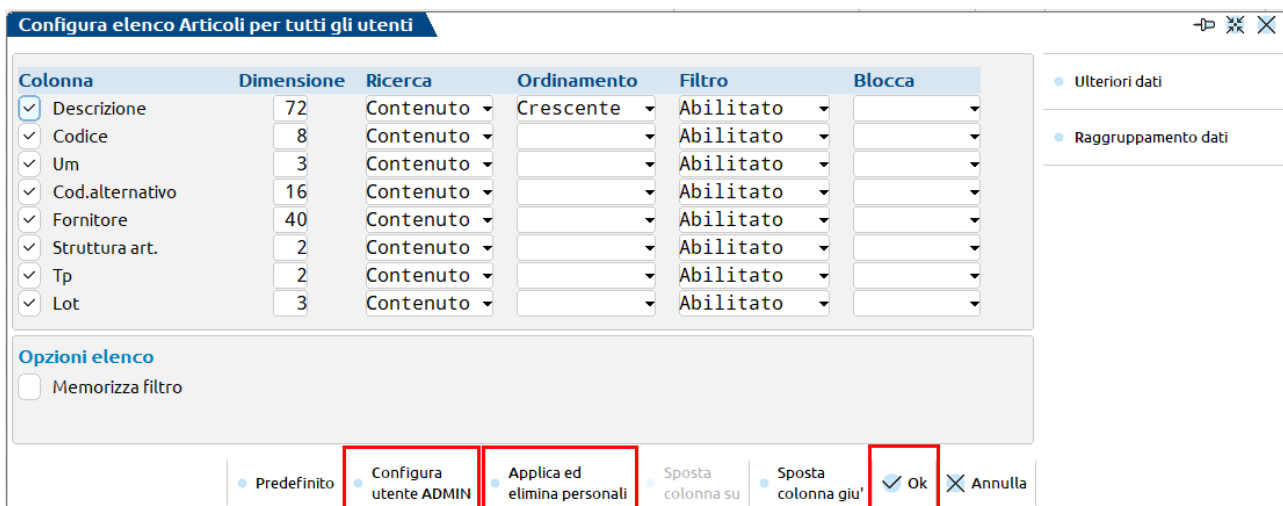 Configura elenco Articoli per tutti gli utenti
Colonna Dimensione Ricerca Ordinamento Filtro Blocca
Descrizione 72 Contenuto Crescente Abilitato
Codice 8 Contenuto Abilitato
Um 3 Contenuto Abilitato
Cod.alternativo 16 Contenuto Abilitato
Fornitore 40 Contenuto Abilitato
Struttura art. 2 Contenuto Abilitato
Tp 2 Contenuto Abilitato
Lot 3 Contenuto Abilitato
Ulteriori dati
Raggruppamento dati
Opzioni elenco
Memorizza filtro
Predefinito
Configura
utente ADMIN
Applica ed
elimina personali
Sposta
colonna su
Sposta
colonna giu'
Ok
Annulla